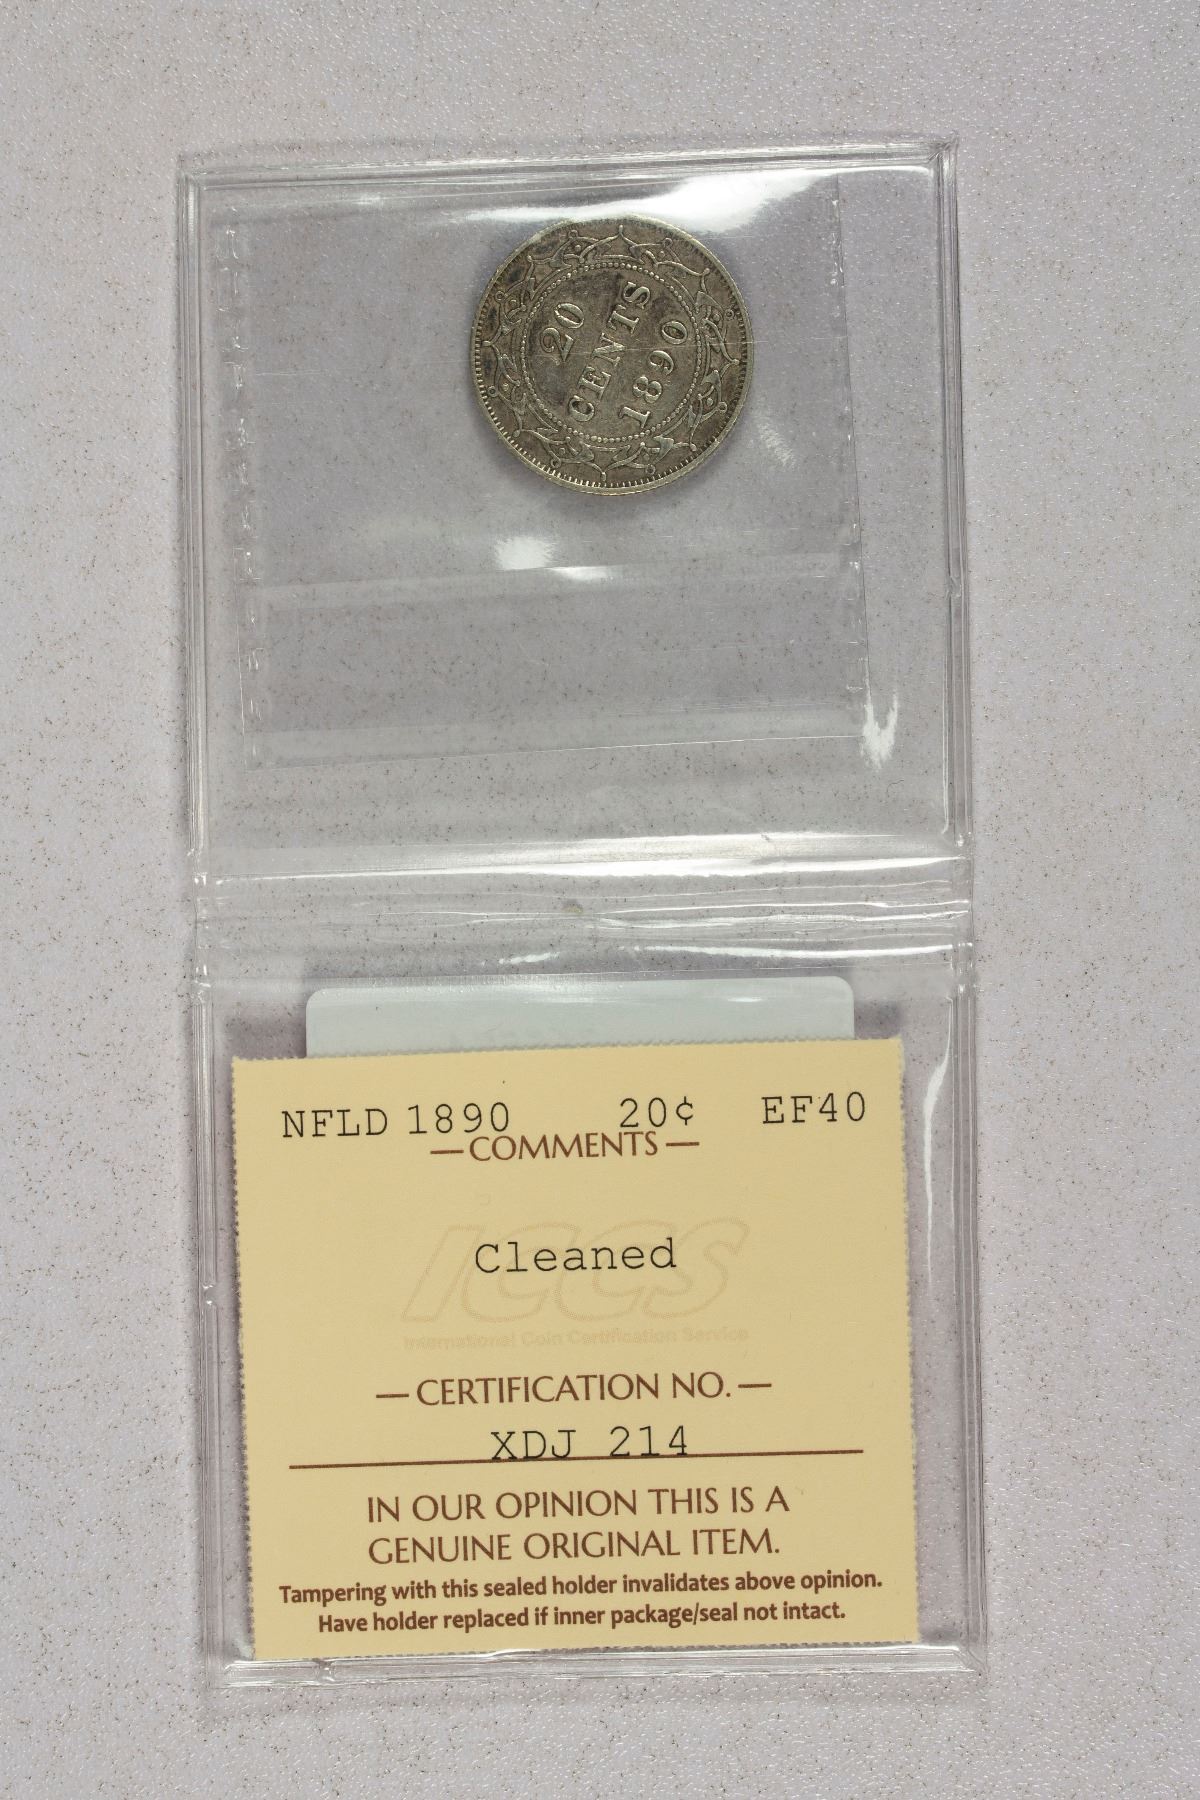 20
CENTS
1890
NFLD 1890 20¢ EF40
—COMMENTS—
ICCS
Cleaned
International Coin Certification Service
— CERTIFICATION NO. —
XDJ 214
IN OUR OPINION THIS IS A
GENUINE ORIGINAL ITEM.
Tampering with this sealed holder invalidates above opinion.
Have holder replaced if inner package/seal not intact.